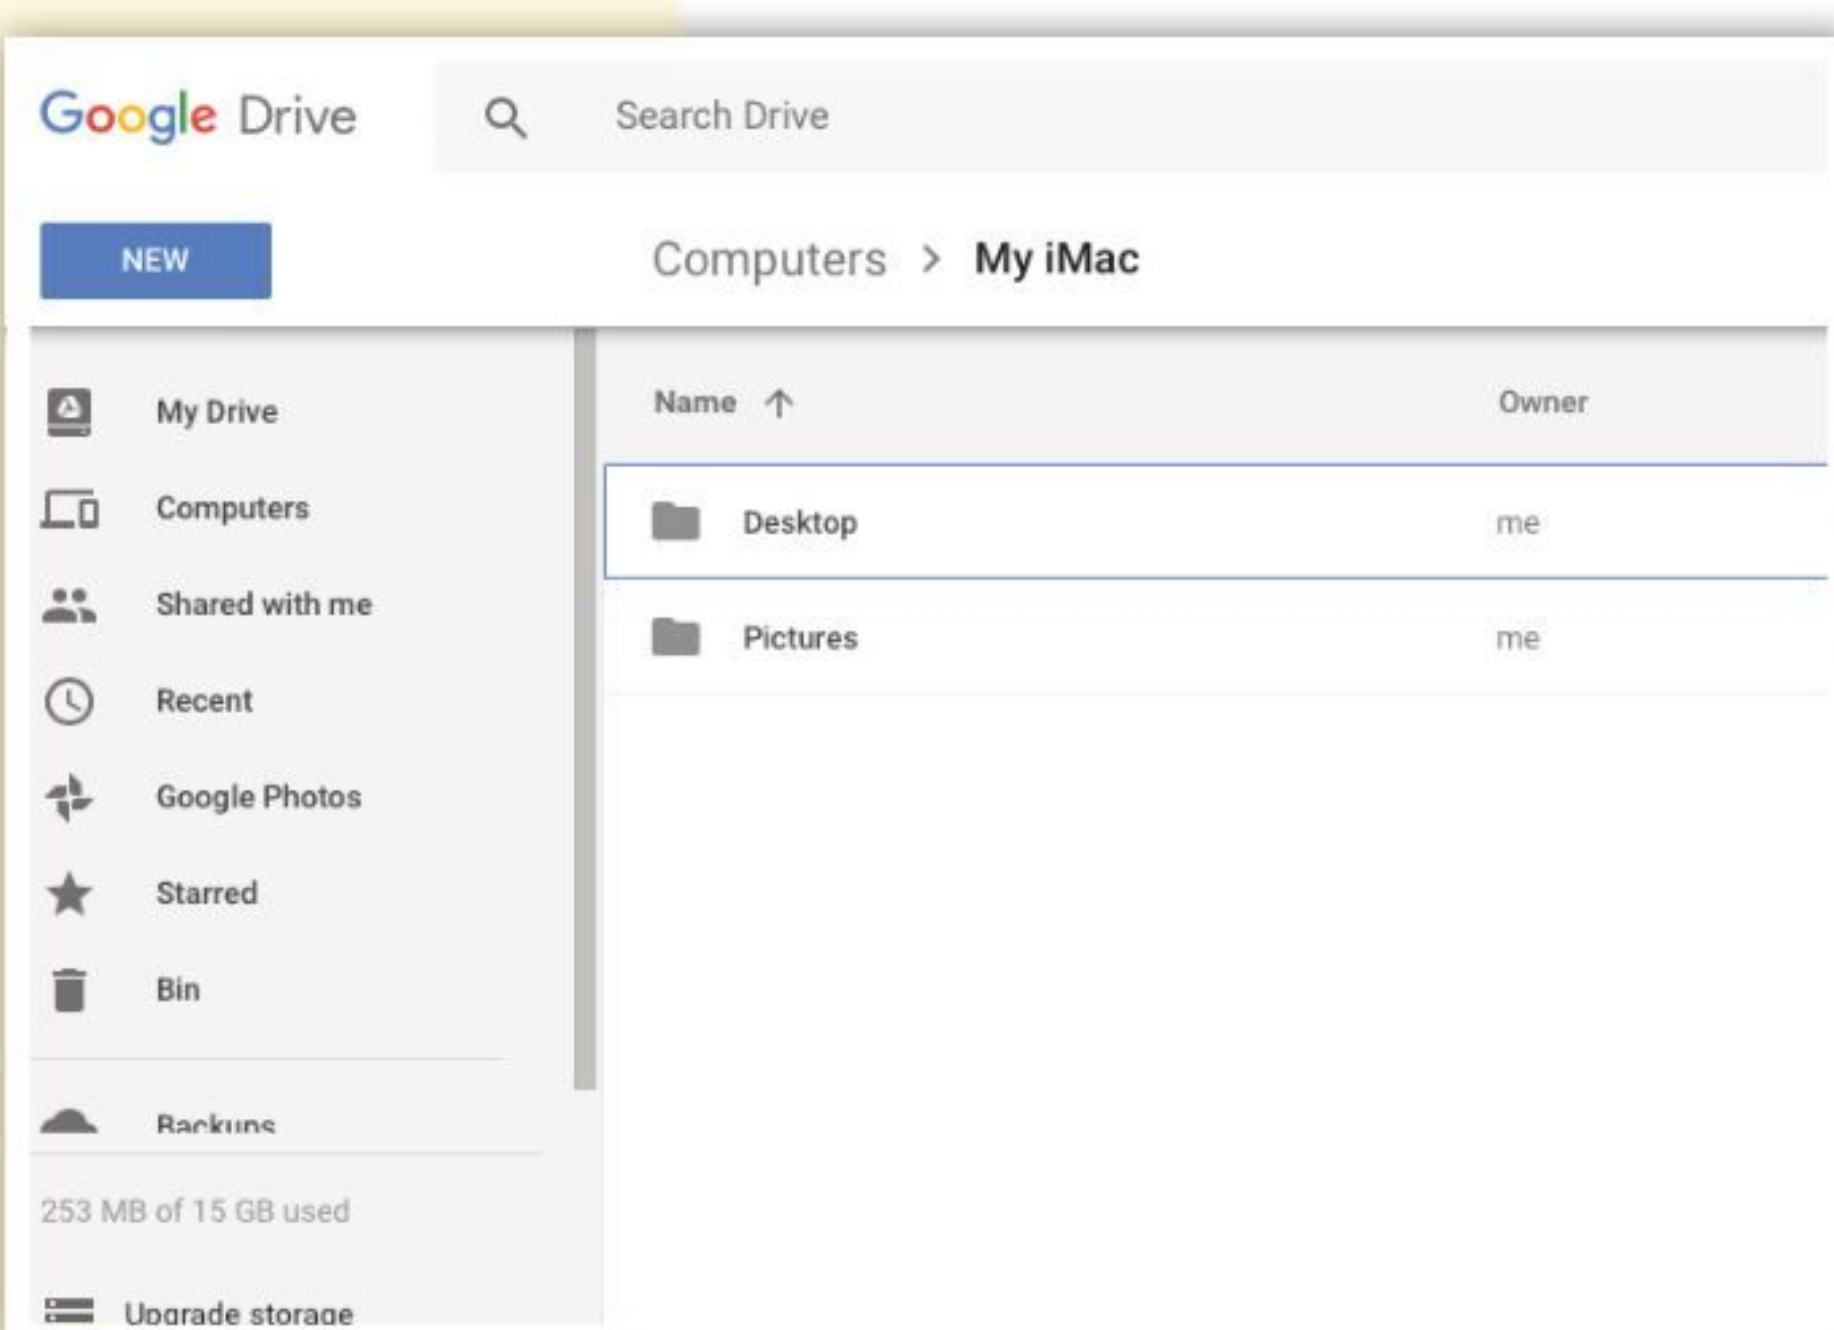 Google Drive
Search Drive
NEW
Computers > My iMac
My Drive
Computers
Shared with me
Recent
Google Photos
Starred
Bin
Backups
253 MB of 15 GB used
Upgrade storage
Name ↑ Owner
Desktop me
Pictures me